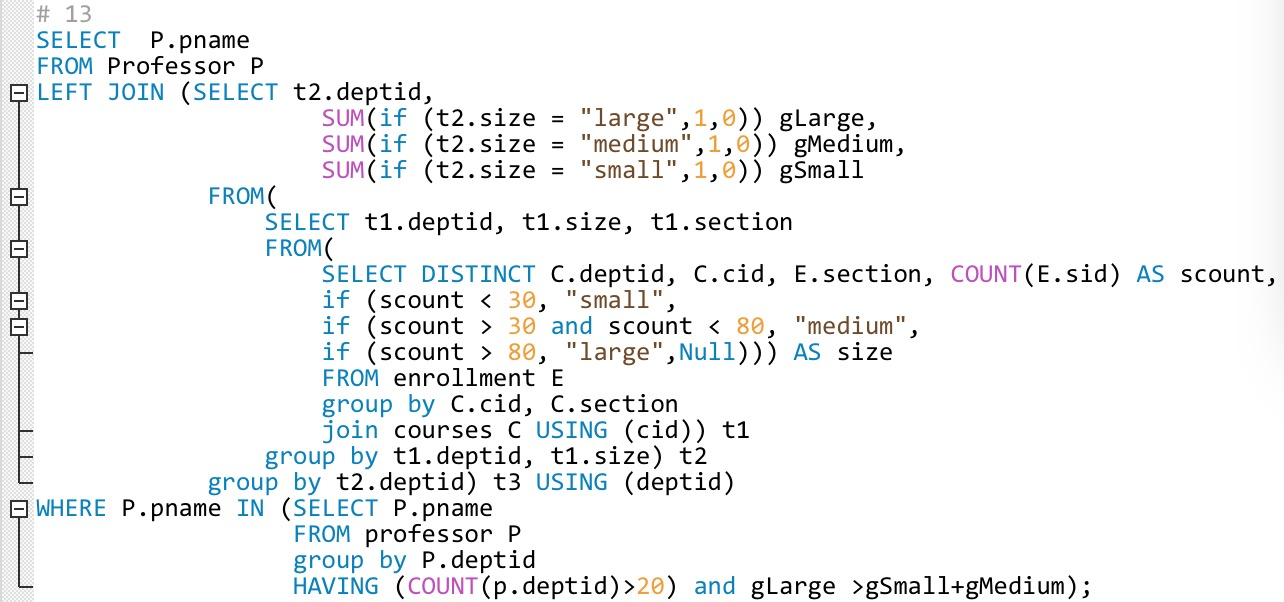 # 13
SELECT  P.pname
FROM Professor P
LEFT JOIN (SELECT t2.deptid,
                    SUM(if (t2.size = "large",1,0)) gLarge,
                    SUM(if (t2.size = "medium",1,0)) gMedium,
                    SUM(if (t2.size = "small",1,0)) gSmall
            FROM(
                SELECT t1.deptid, t1.size, t1.section
                FROM(
                    SELECT DISTINCT C.deptid, C.cid, E.section, COUNT(E.sid) AS scount,
                    if (scount < 30, "small",
                    if (scount > 30 and scount < 80, "medium",
                    if (scount > 80, "large",Null))) AS size
                    FROM enrollment E
                    group by C.cid, C.section
                    join courses C USING (cid)) t1
                group by t1.deptid, t1.size) t2
            group by t2.deptid) t3 USING (deptid)
WHERE P.pname IN (SELECT P.pname
                  FROM professor P
                  group by P.deptid
                  HAVING (COUNT(p.deptid)>20) and gLarge >gSmall+gMedium);